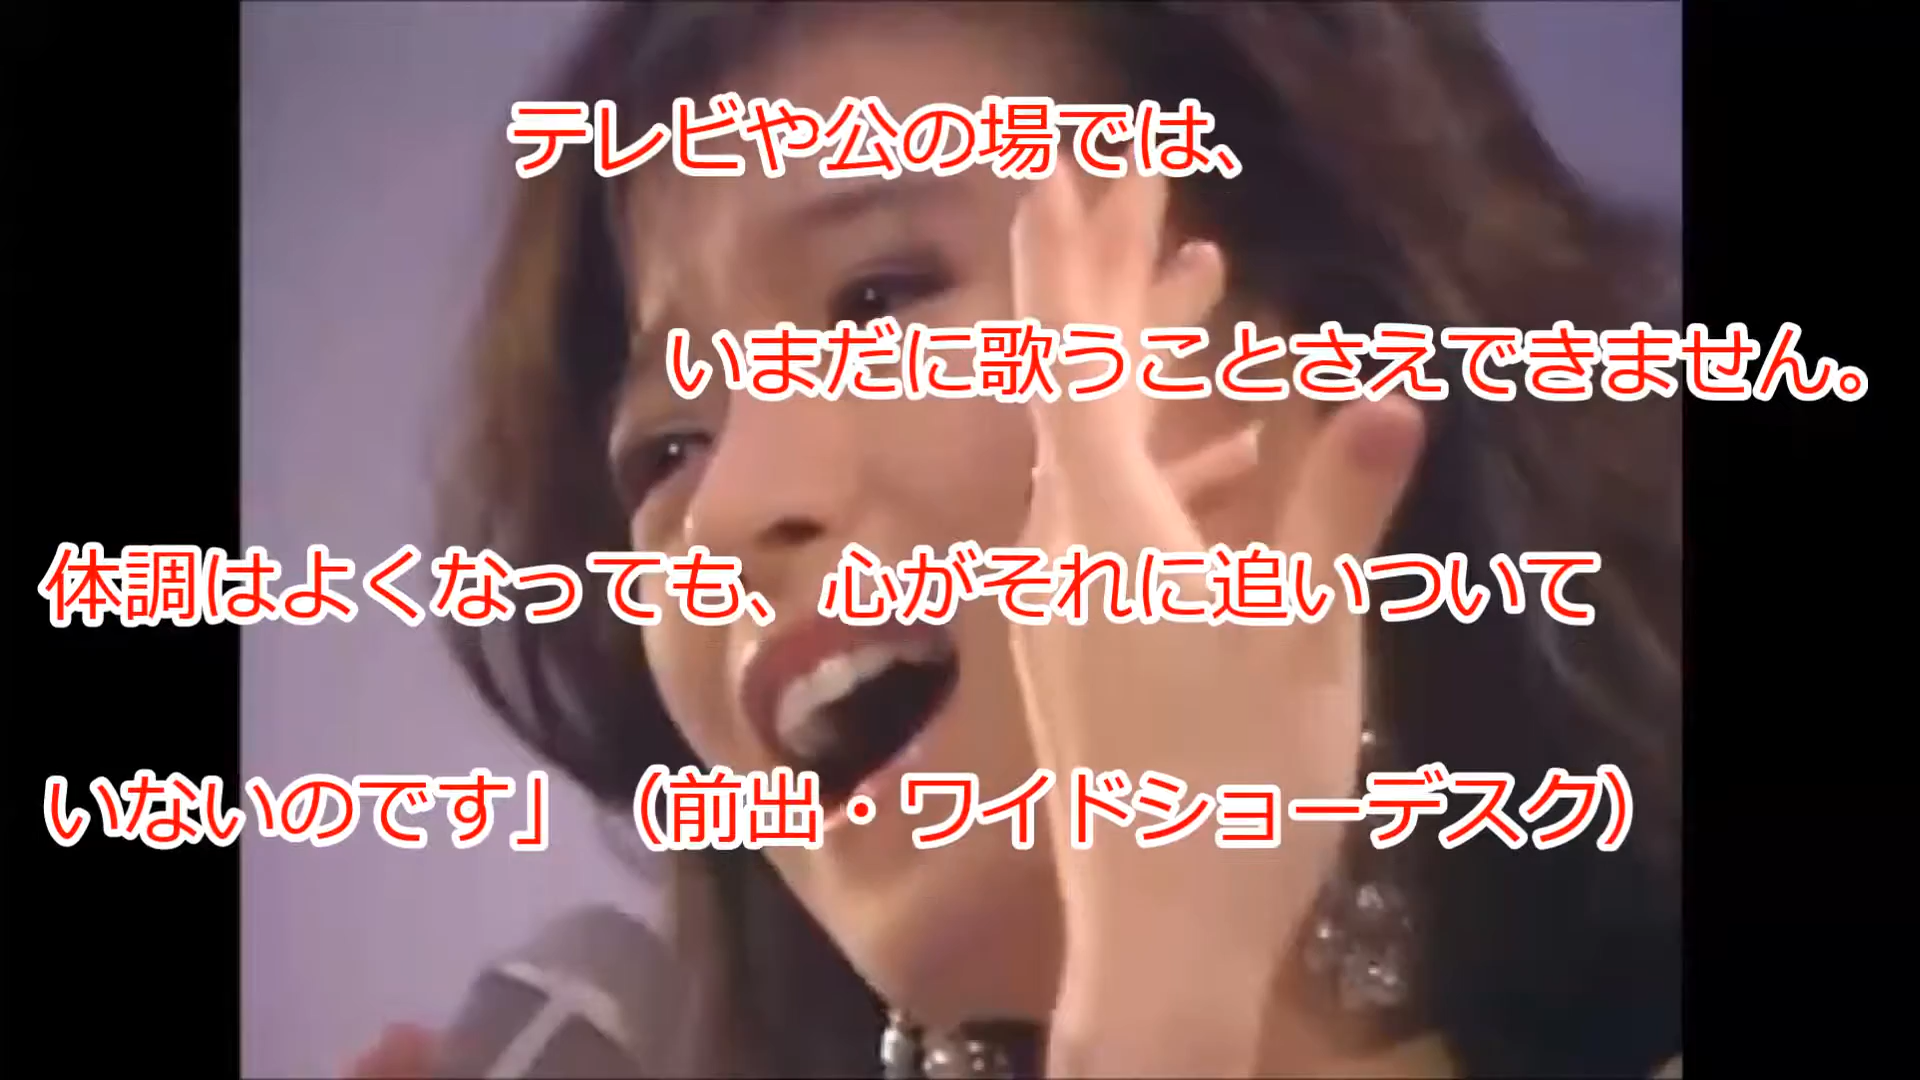 テレビや公の場では、
いまだに歌うことさえできません。
体調はよくなっても、心がそれに追いついて
いないのです」（前出・ワイドショーデスク）